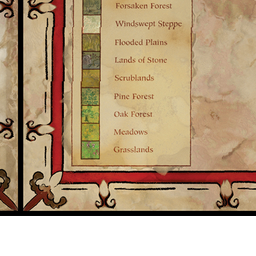 Forsaken Forest
Windswept Steppe
Flooded Plains
Lands of Stone
Scrublands
Pine Forest
Oak Forest
Meadows
Grasslands